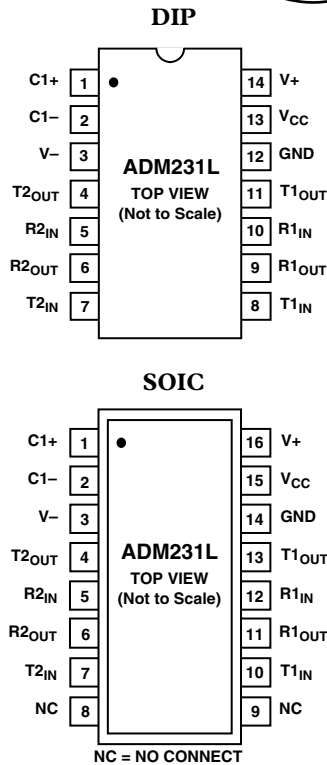 DIP
C1+ 1 14 V+
C1– 2 13 VCC
V– 3 12 GND
ADM231L
TOP VIEW
(Not to Scale)
T2OUT 4 11 T1OUT
R2IN 5 10 R1IN
R2OUT 6 9 R1OUT
T2IN 7 8 T1IN
SOIC
C1+ 1 16 V+
C1– 2 15 VCC
V– 3 14 GND
ADM231L
TOP VIEW
(Not to Scale)
T2OUT 4 13 T1OUT
R2IN 5 12 R1IN
R2OUT 6 11 R1OUT
T2IN 7 10 T1IN
NC 8 9 NC
NC = NO CONNECT